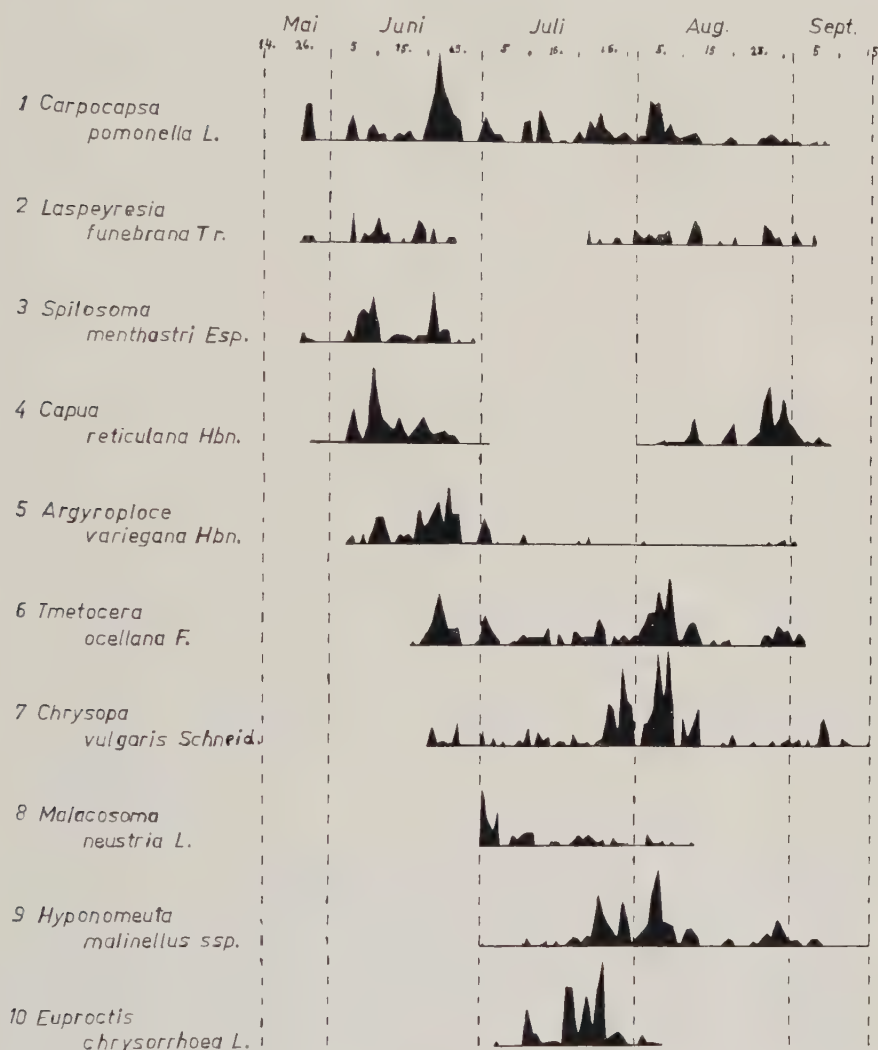 Mai Juni Juli Aug. Sept.
14. 26. 5 15. 25. 5 15. 5. 15 25. 5 15
1 Carpocapsa
pomonella L.
2 Laspeyresia
funebrana Tr.
3 Spilosoma
menthastri Esp.
4 Capua
reticulana Hbn.
5 Argyroploce
variegana Hbn.
6 Tmetocera
ocellana F.
7 Chrysopa
vulgaris Schneid.
8 Malacosoma
neustria L.
9 Hyponomeuta
malinellus ssp.
10 Euproctis
chrysorrhoea L.